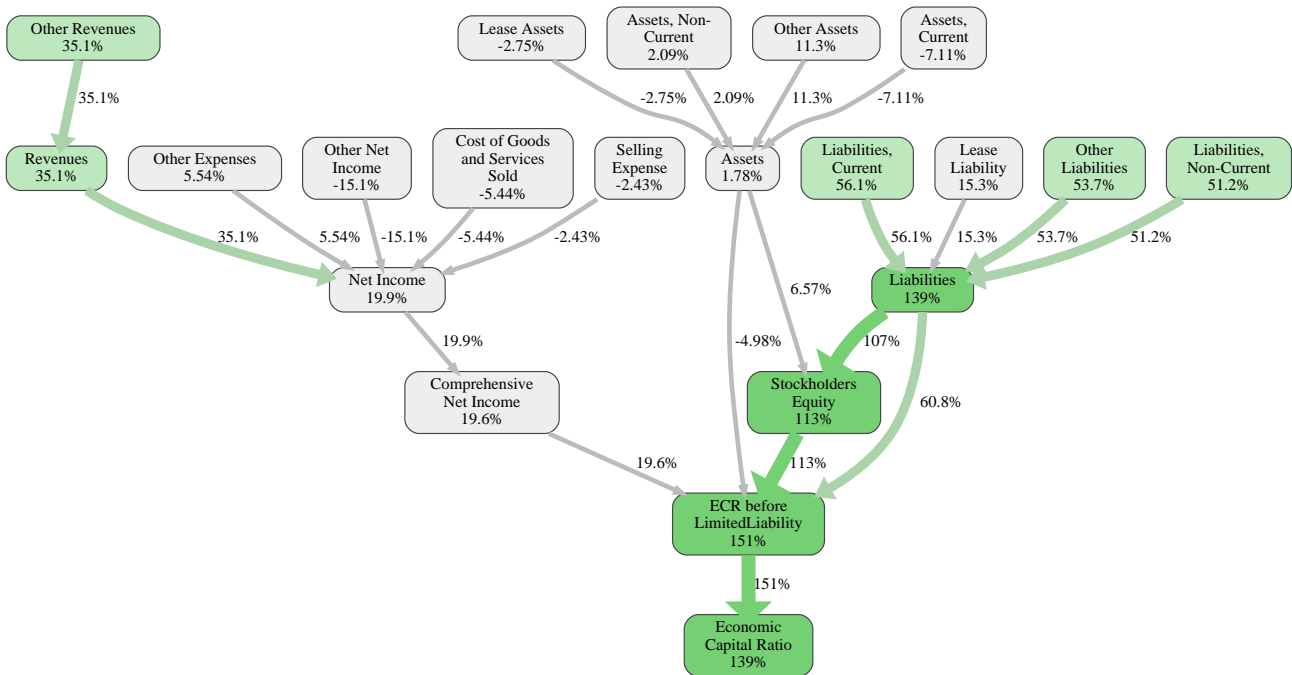 Other Revenues
35.1%
Lease Assets
-2.75%
Assets, Non-
Current
2.09%
Other Assets
11.3%
Assets,
Current
-7.11%
35.1%
-2.75%
2.09%
11.3%
-7.11%
Revenues
35.1%
Other Expenses
5.54%
Other Net
Income
-15.1%
Cost of Goods
and Services
Sold
-5.44%
Selling
Expense
-2.43%
Assets
1.78%
Liabilities,
Current
56.1%
Lease
Liability
15.3%
Other
Liabilities
53.7%
Liabilities,
Non-Current
51.2%
35.1%
5.54%
-15.1%
-5.44%
-2.43%
56.1%
15.3%
53.7%
51.2%
Net Income
19.9%
6.57%
Liabilities
139%
19.9%
-4.98%
107%
Comprehensive
Net Income
19.6%
Stockholders
Equity
113%
60.8%
19.6%
113%
ECR before
LimitedLiability
151%
151%
Economic
Capital Ratio
139%